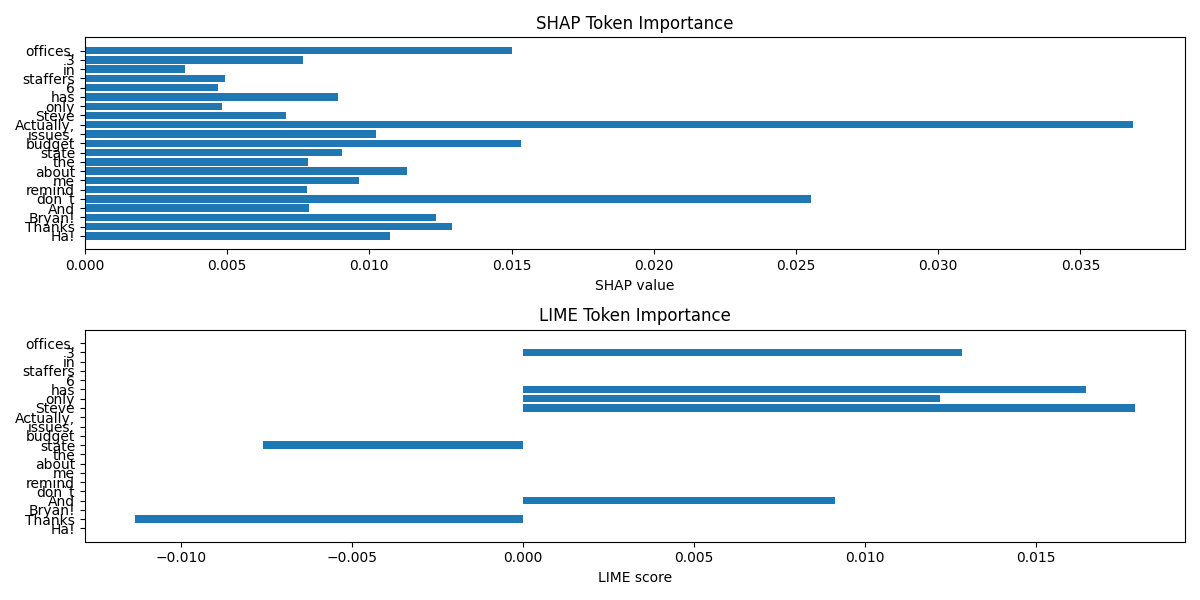 SHAP Token Importance
offices,
3
in
staffers
6
has
only
Steve
Actually,
issues,
budget
state
the
about
me
remind
don´t
And
Bryan!
Thanks
Ha!
0.000 0.005 0.010 0.015 0.020 0.025 0.030 0.035
SHAP value
LIME Token Importance
offices,
3
in
staffers
6
has
only
Steve
Actually,
issues,
budget
state
the
about
me
remind
don´t
And
Bryan!
Thanks
Ha!
−0.010 −0.005 0.000 0.005 0.010 0.015
LIME score